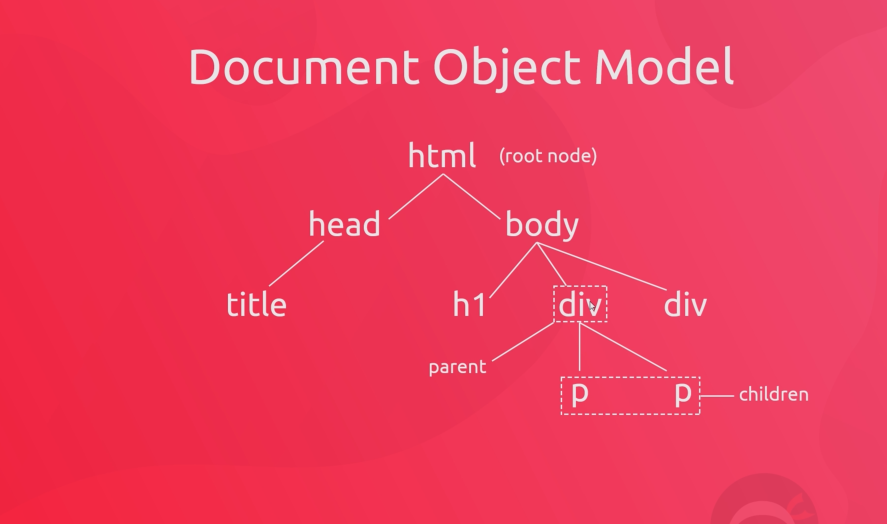 Document Object Model
html (root node)
head body
title h1 div div
parent
p p children